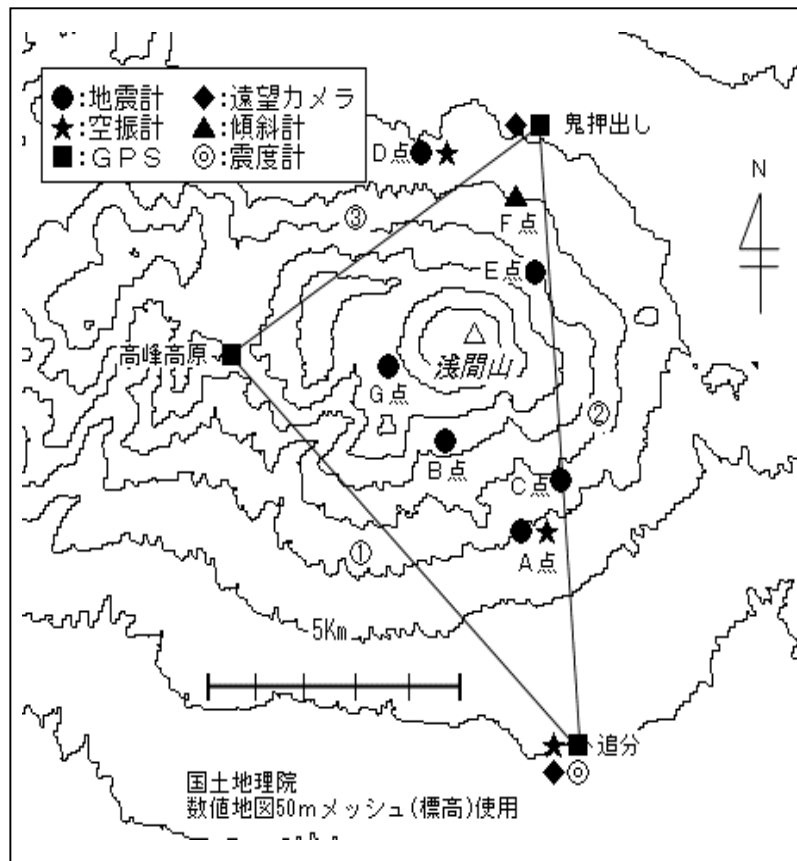 ●:地震計 ◆:遠望カメラ
★:空振計 ▲:傾斜計
■:GPS ◎:震度計
鬼押出し
D点
N
F点
③
E点
高峰高原
浅間山
G点
②
B点
C点
①
A点
5Km
追分
国土地理院
数値地図50mメッシュ(標高)使用